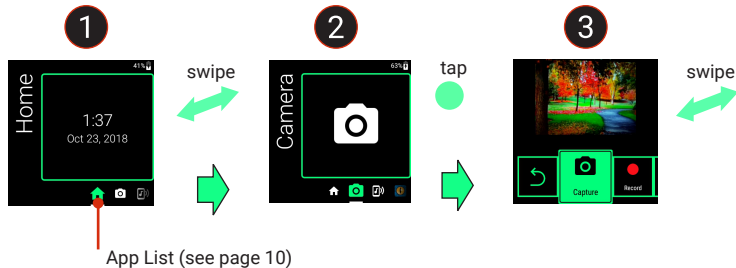 1
2
3
41%
63%
swipe
tap
swipe
Home
1:37
Oct 23, 2018
Camera
Capture
Record
App List (see page 10)